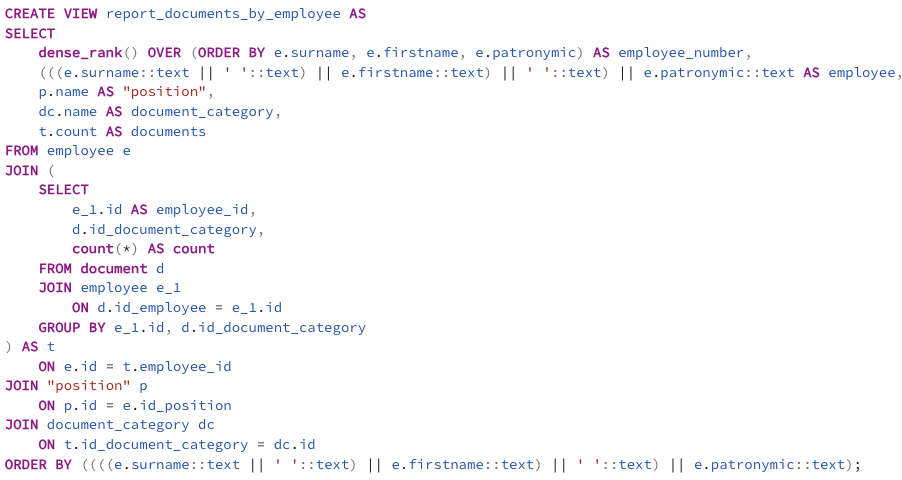 CREATE VIEW report_documents_by_employee AS
SELECT
    dense_rank() OVER (ORDER BY e.surname, e.firstname, e.patronymic) AS employee_number,
    (((e.surname::text || ' '::text) || e.firstname::text) || ' '::text) || e.patronymic::text AS employee,
    p.name AS "position",
    dc.name AS document_category,
    t.count AS documents
FROM employee e
JOIN (
    SELECT
        e_1.id AS employee_id,
        d.id_document_category,
        count(*) AS count
    FROM document d
    JOIN employee e_1
        ON d.id_employee = e_1.id
    GROUP BY e_1.id, d.id_document_category
) AS t
    ON e.id = t.employee_id
JOIN "position" p
    ON p.id = e.id_position
JOIN document_category dc
    ON t.id_document_category = dc.id
ORDER BY ((((e.surname::text || ' '::text) || e.firstname::text) || ' '::text) || e.patronymic::text);